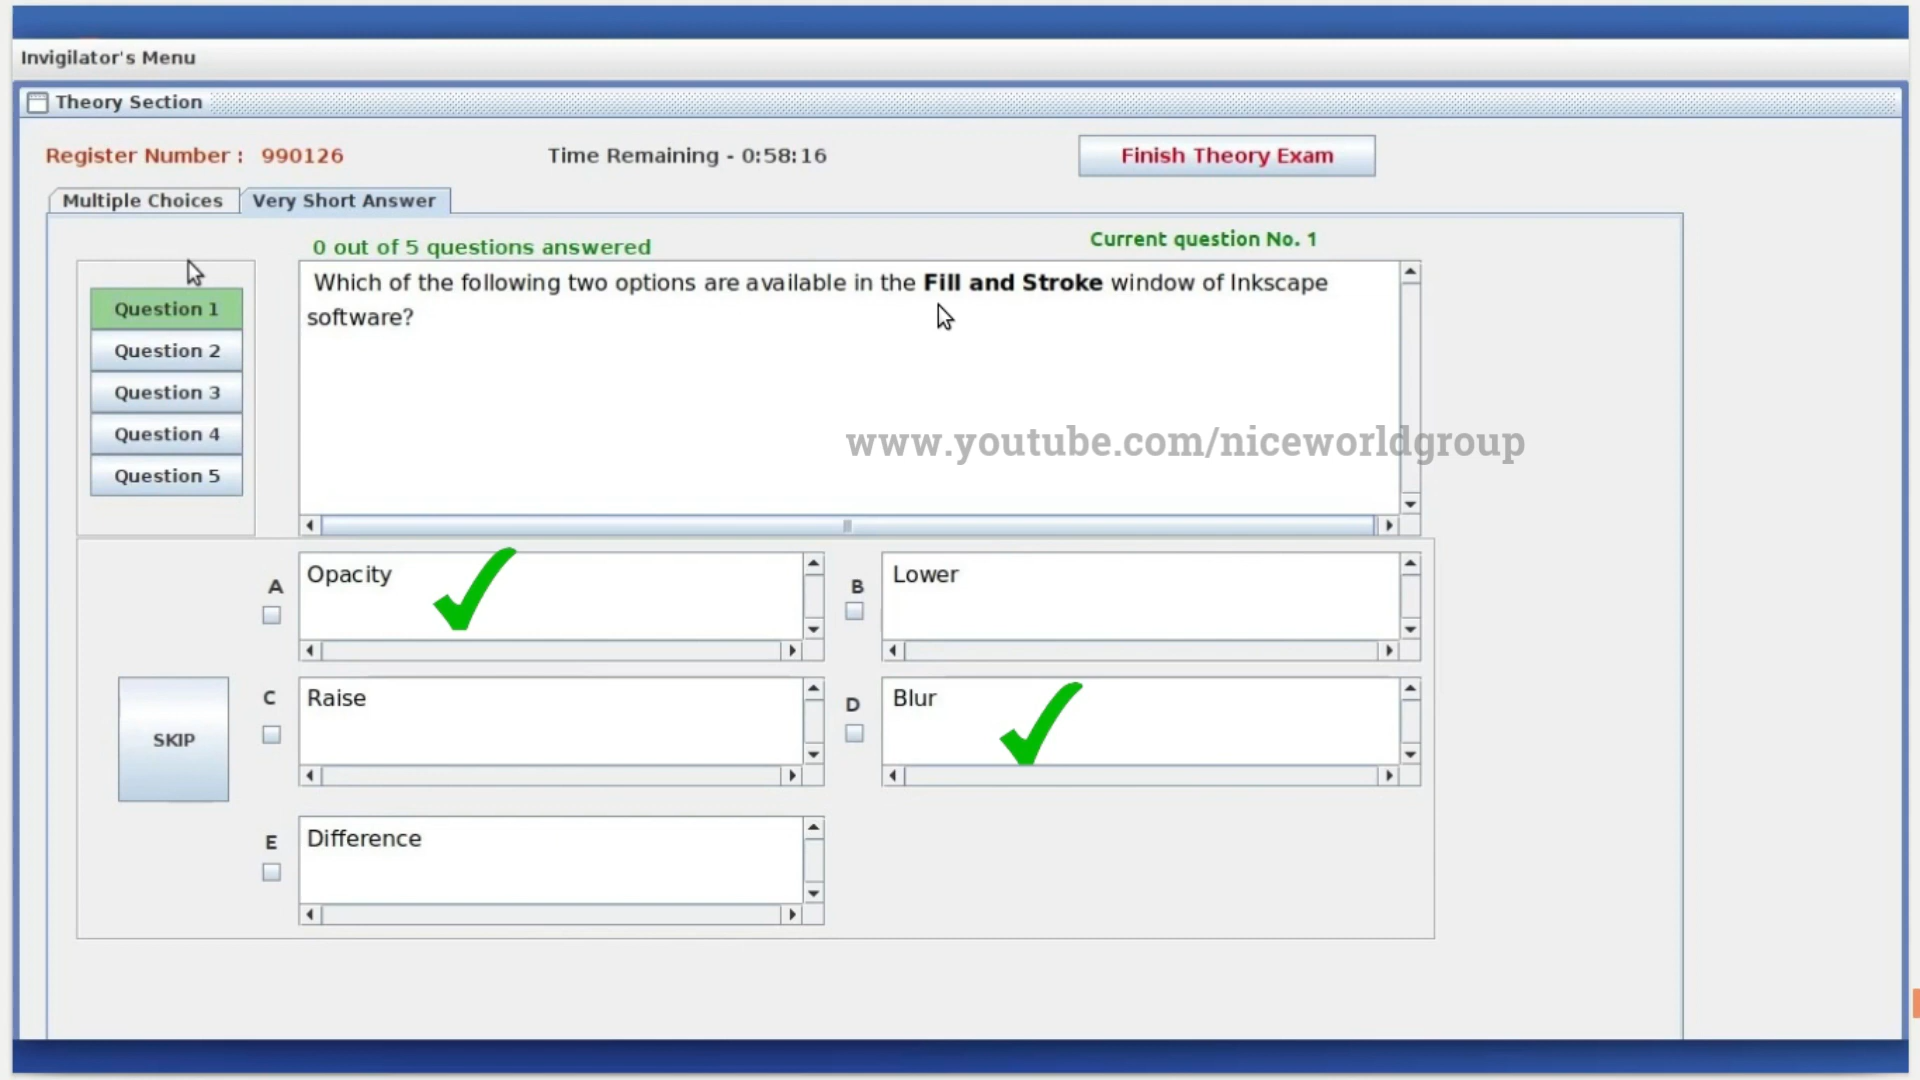 Invigilator's Menu
Theory Section
Register Number : 990126
Time Remaining - 0:58:16
Finish Theory Exam
Multiple Choices
Very Short Answer
0 out of 5 questions answered
Current question No. 1
Question 1
Question 2
Question 3
Question 4
Question 5
Which of the following two options are available in the Fill and Stroke window of Inkscape
software?
www.youtube.com/niceworldgroup
A
Opacity
B
Lower
SKIP
C
Raise
D
Blur
E
Difference